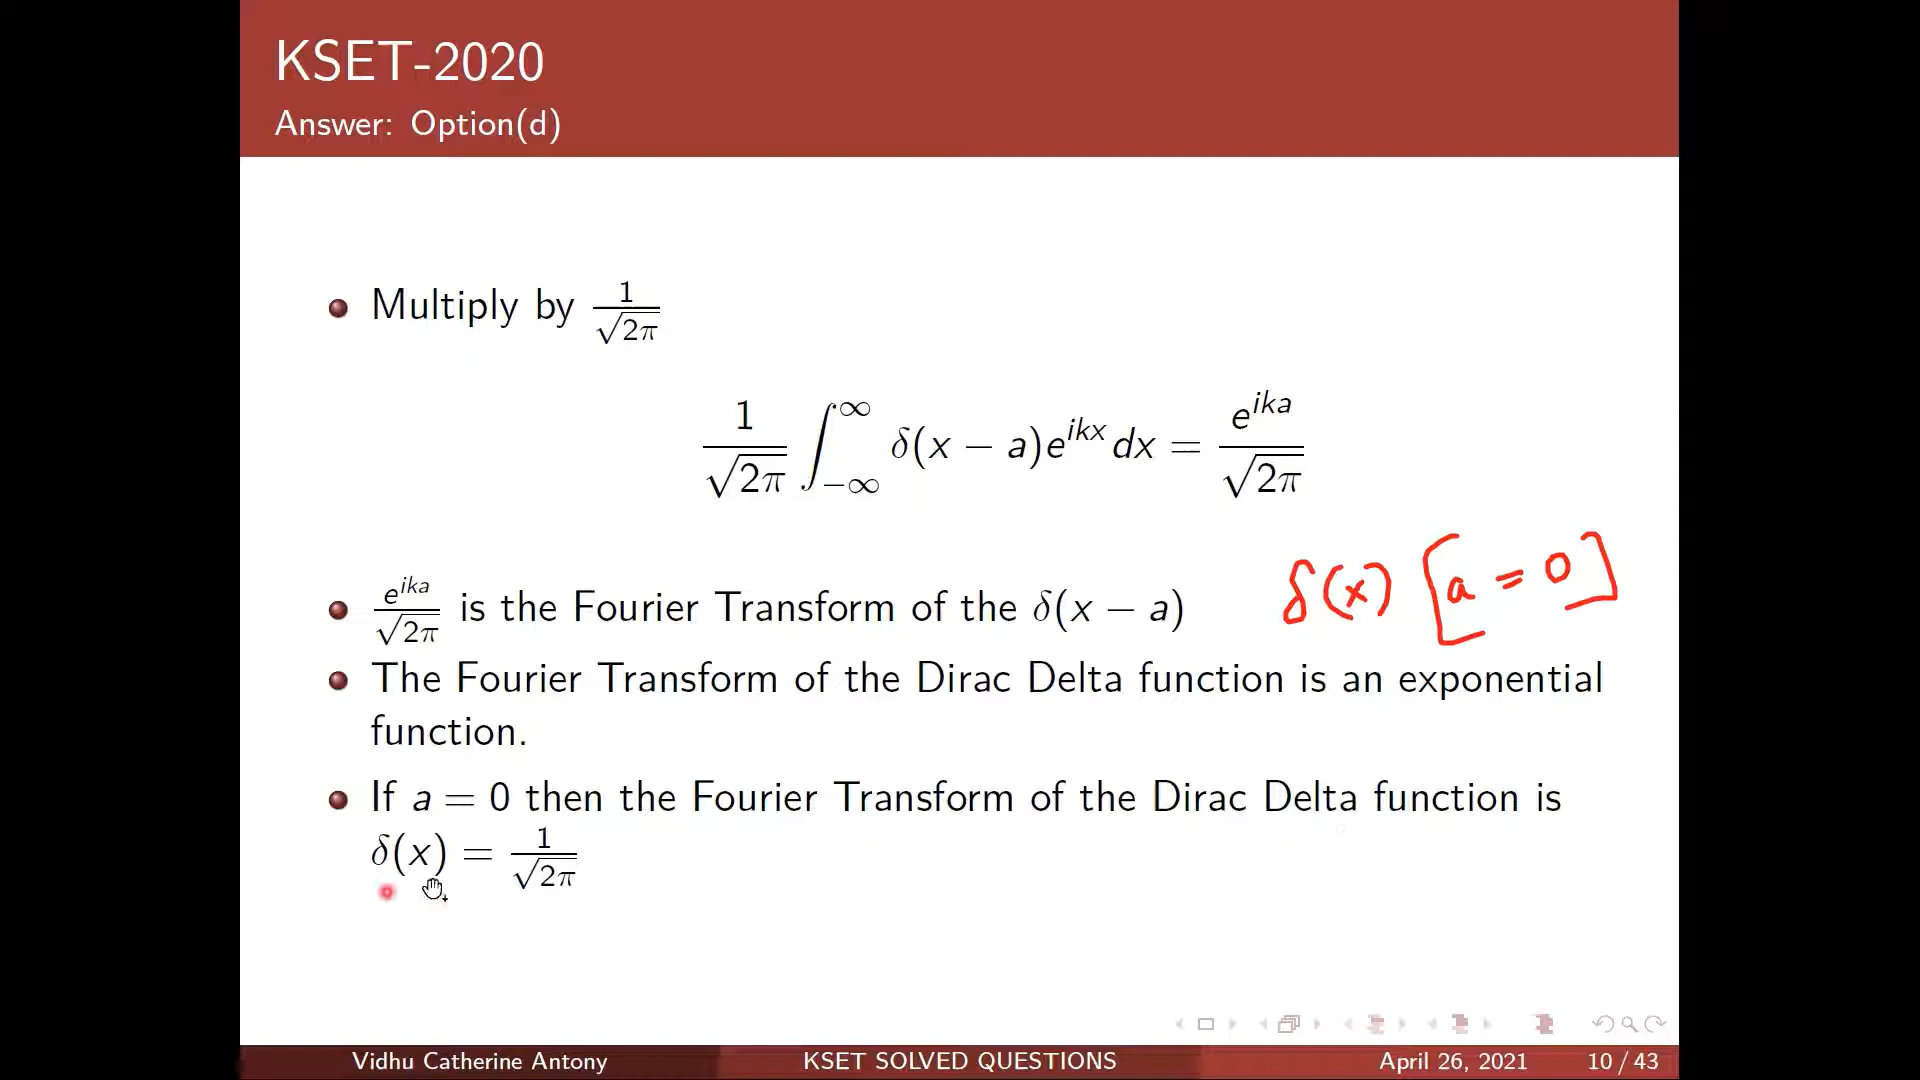 KSET-2020
Answer: Option(d)
Multiply by 1/√2π
1/√2π ∫_{−∞}^{∞} δ(x − a)e^{ikx} dx = e^{ika}/√2π
e^{ika}/√2π is the Fourier Transform of the δ(x − a)
δ(x) [a = 0]
The Fourier Transform of the Dirac Delta function is an exponential
function.
If a = 0 then the Fourier Transform of the Dirac Delta function is
δ(x) = 1/√2π
Vidhu Catherine Antony KSET SOLVED QUESTIONS April 26, 2021 10 / 43